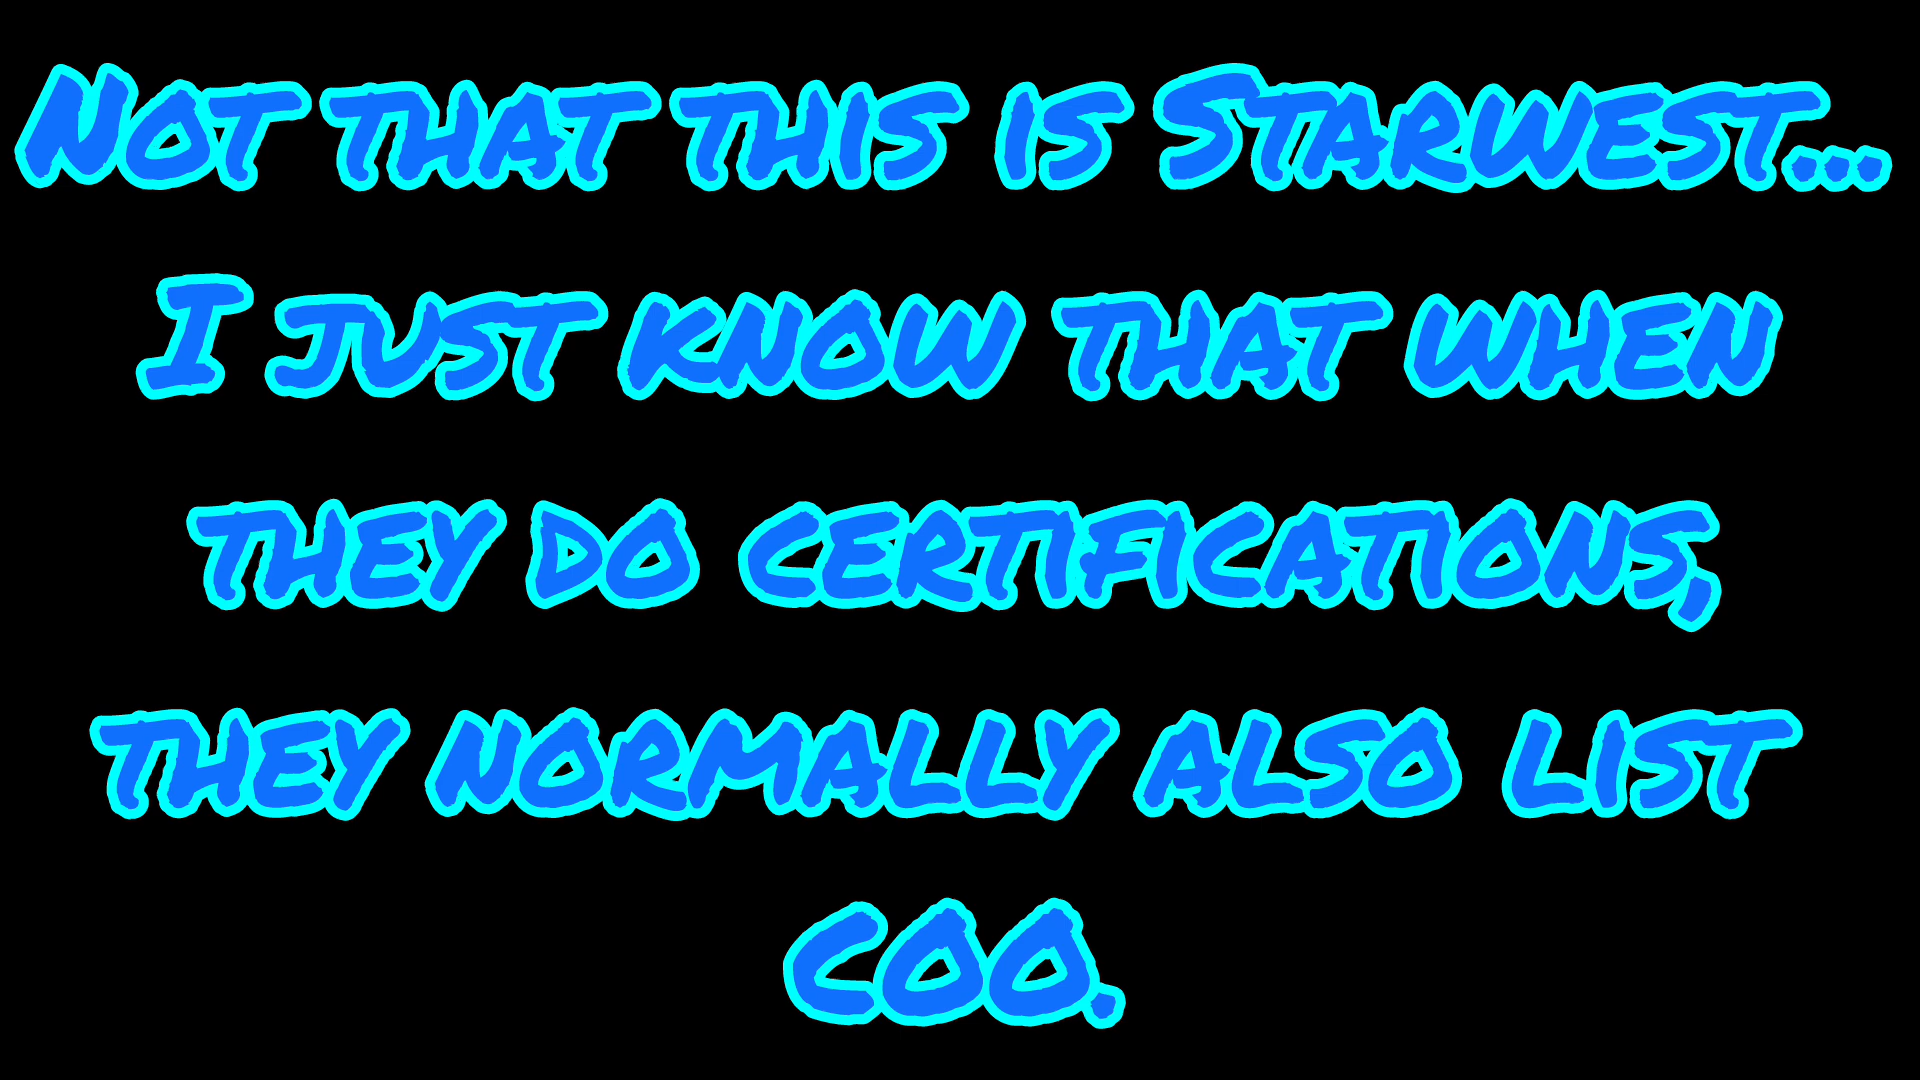 Not that this is Starwest...
I just know that when
they do certifications,
they normally also list
COO.